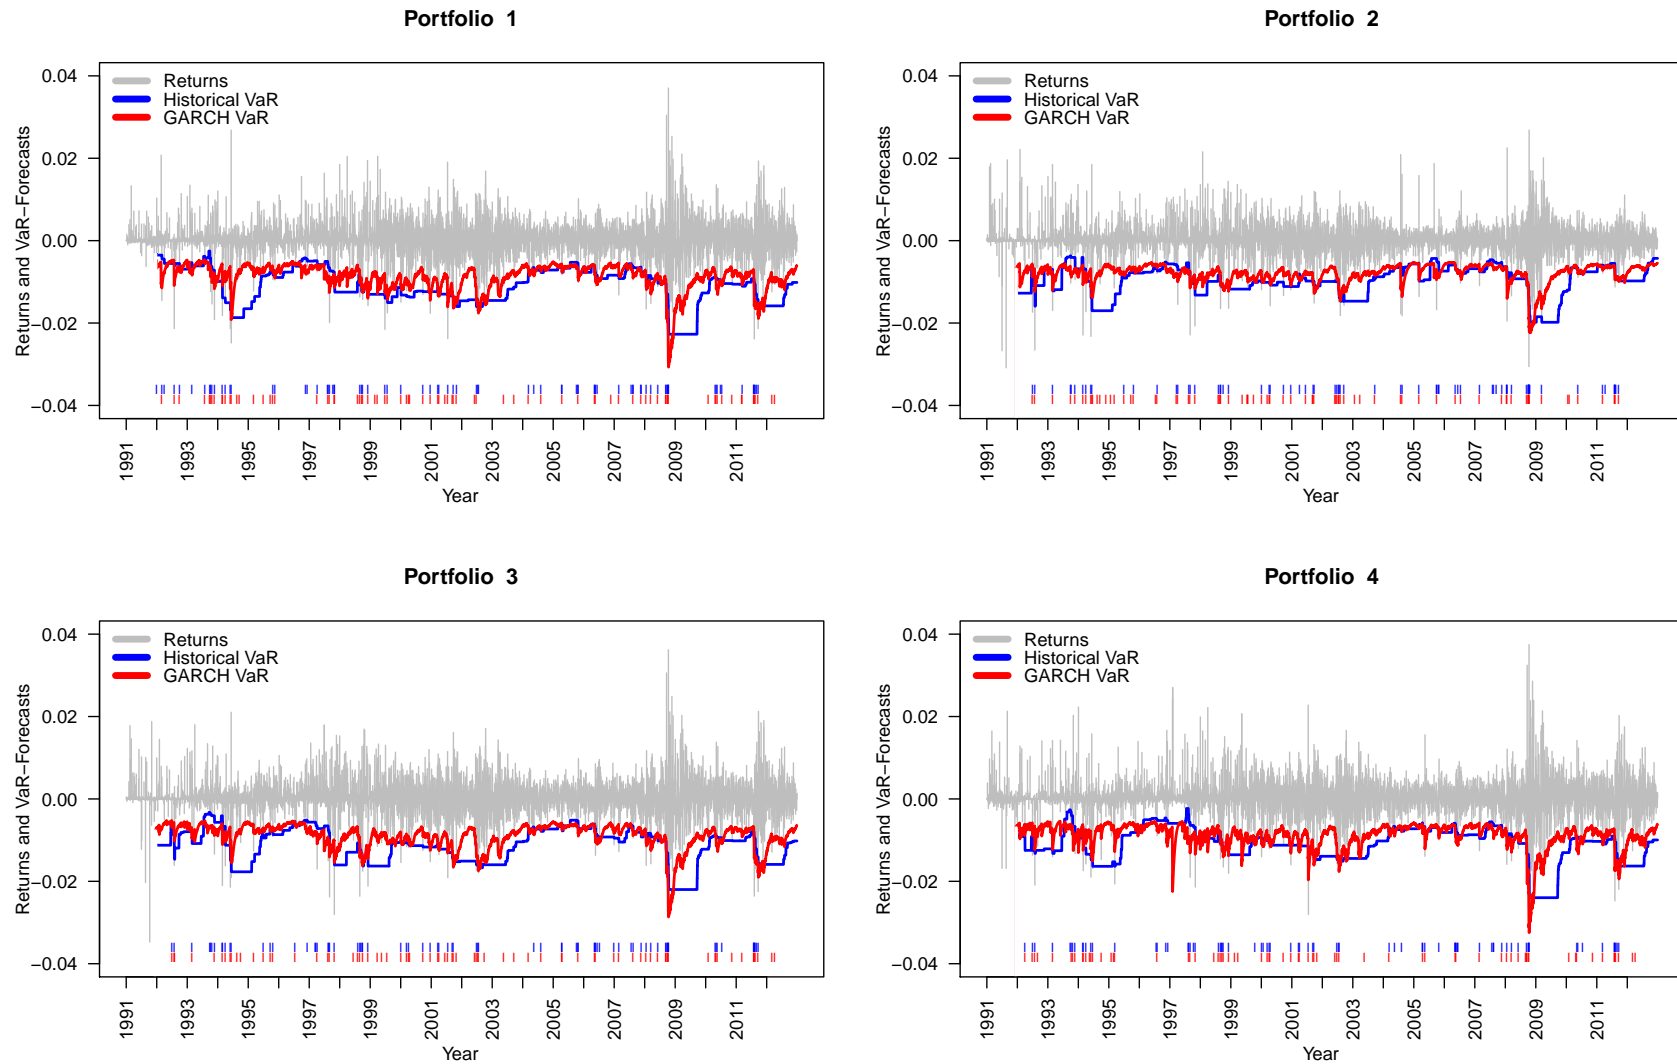 Portfolio 1
Returns and VaR−Forecasts
0.04
0.02
0.00
−0.02
−0.04
Returns
Historical VaR
GARCH VaR
1991
1993
1995
1997
1999
2001
2003
2005
2007
2009
2011
Year
Portfolio 2
Returns and VaR−Forecasts
0.04
0.02
0.00
−0.02
−0.04
Returns
Historical VaR
GARCH VaR
1991
1993
1995
1997
1999
2001
2003
2005
2007
2009
2011
Year
Portfolio 3
Returns and VaR−Forecasts
0.04
0.02
0.00
−0.02
−0.04
Returns
Historical VaR
GARCH VaR
1991
1993
1995
1997
1999
2001
2003
2005
2007
2009
2011
Year
Portfolio 4
Returns and VaR−Forecasts
0.04
0.02
0.00
−0.02
−0.04
Returns
Historical VaR
GARCH VaR
1991
1993
1995
1997
1999
2001
2003
2005
2007
2009
2011
Year